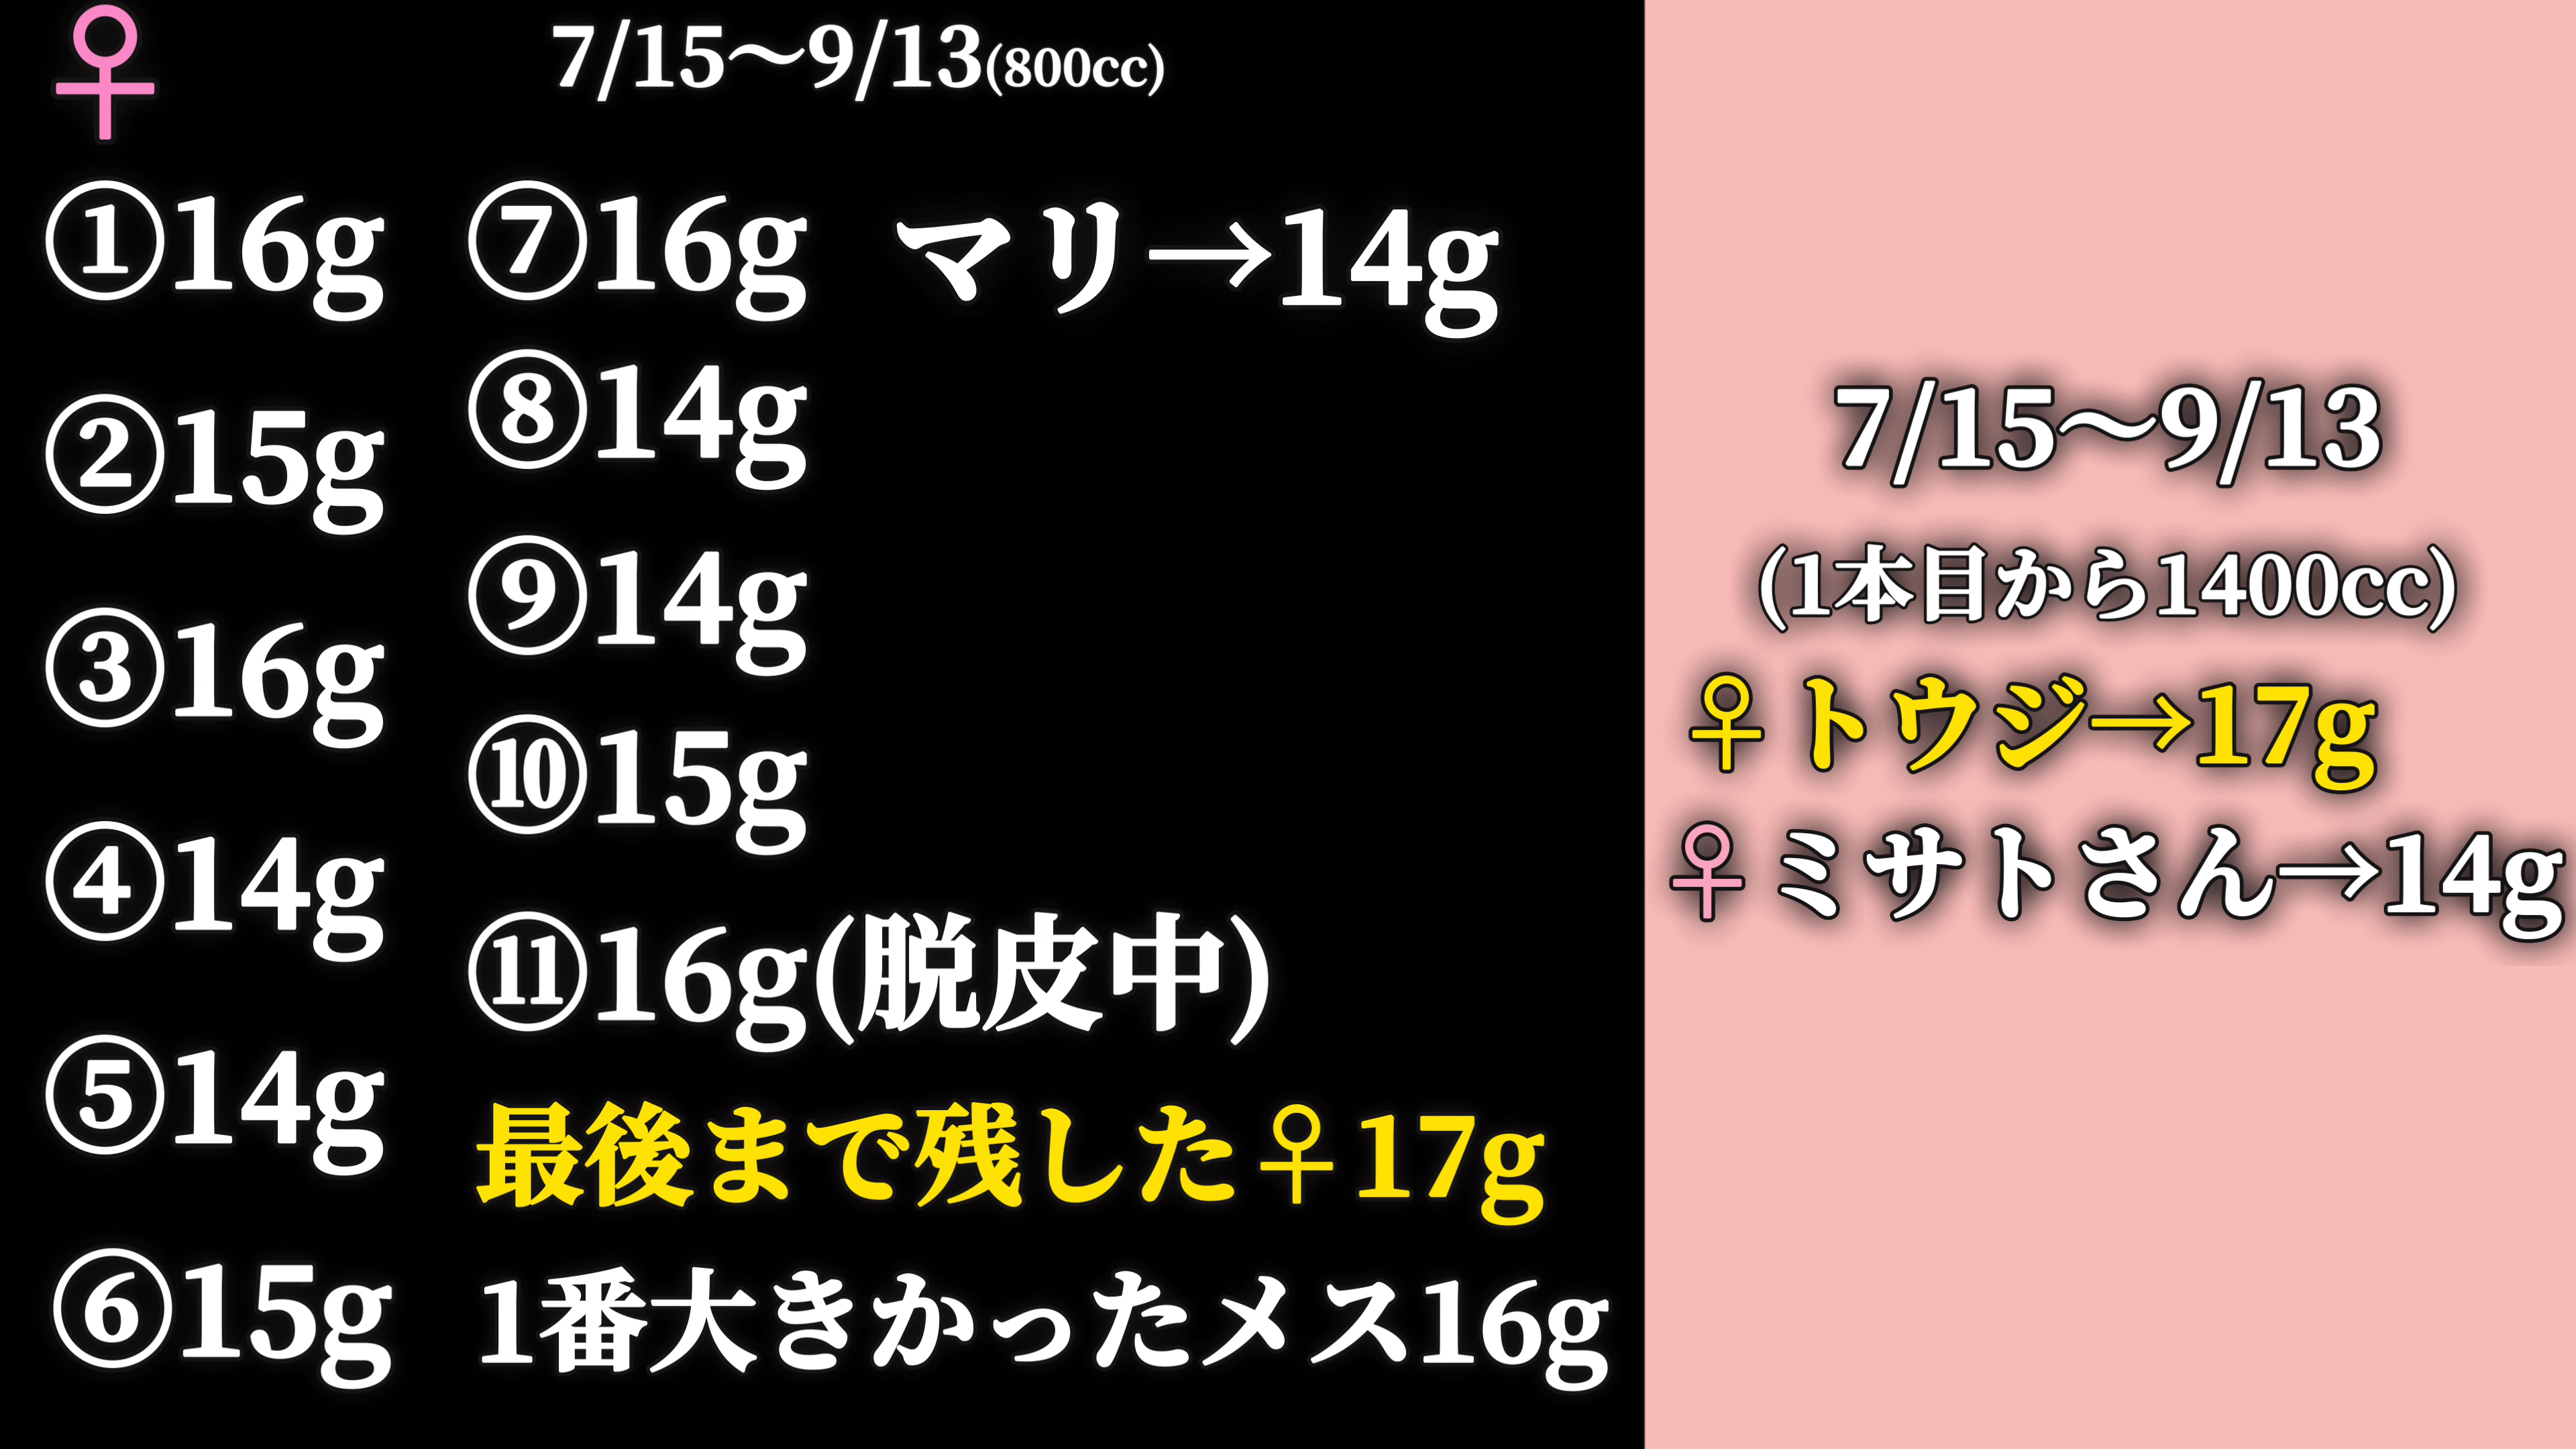 ♀
7/15～9/13(800cc)
①16g
②15g
③16g
④14g
⑤14g
⑥15g
⑦16g
⑧14g
⑨14g
⑩15g
⑪16g(脱皮中)
最後まで残した♀17g
1番大きかったメス16g
マリ→14g
7/15～9/13
(1本目から1400cc)
♀トウジ→17g
♀ミサトさん→14g